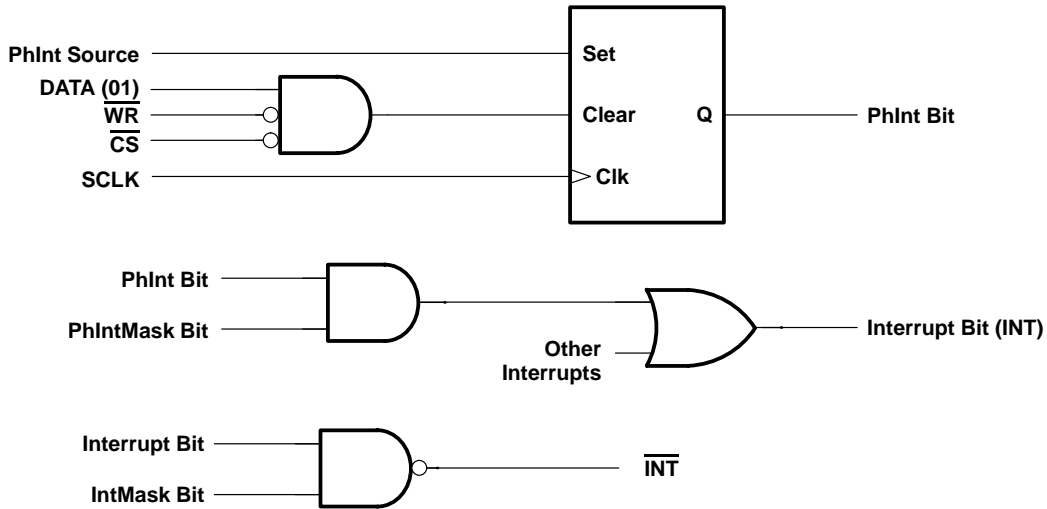 PhInt Source
DATA (01)
WR
CS
SCLK
Set
Clear
Q
Clk
PhInt Bit
PhInt Bit
PhIntMask Bit
Other
Interrupts
Interrupt Bit (INT)
Interrupt Bit
IntMask Bit
INT